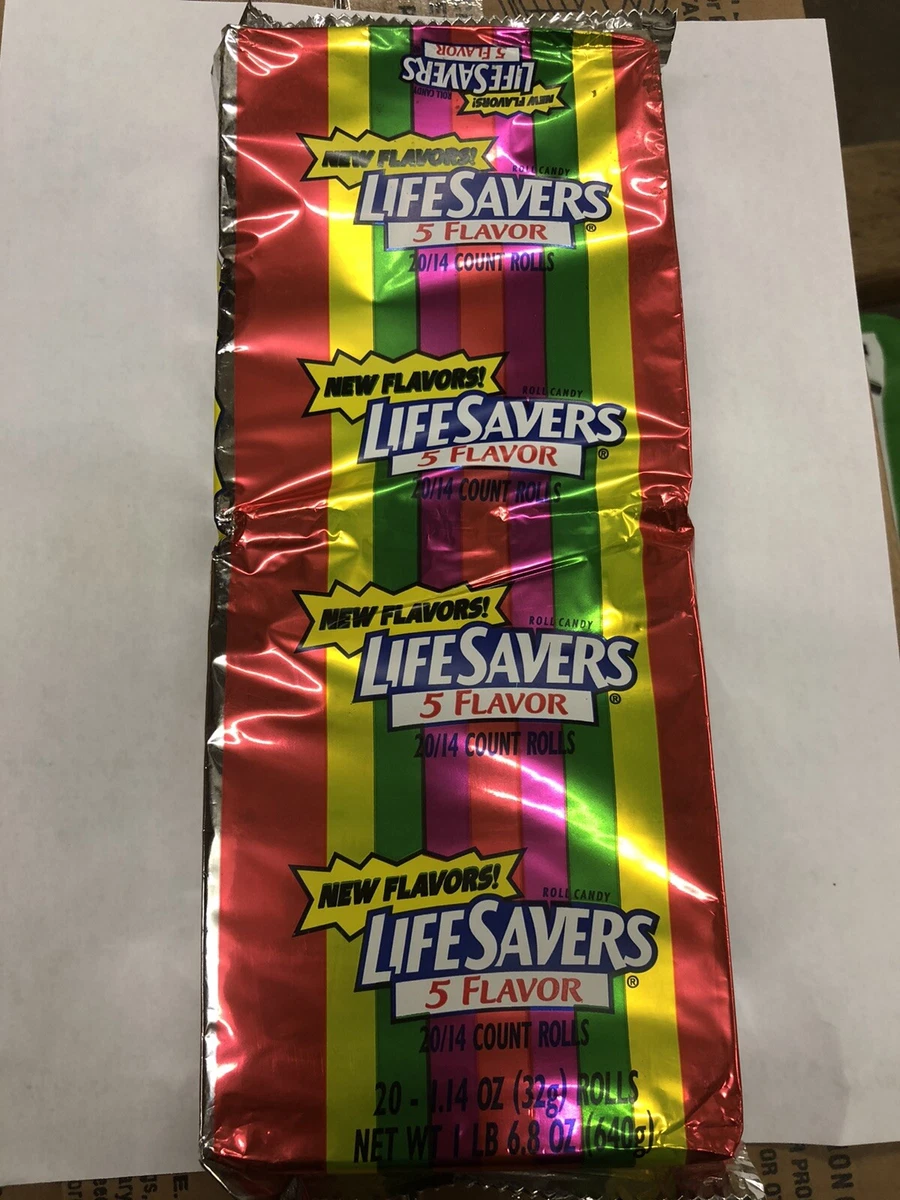 5 FLAVOR
LIFESAVERS
ROLL CANDY
NEW FLAVORS!
NEW FLAVORS!
ROLL CANDY
LIFESAVERS
5 FLAVOR
®
20/14 COUNT ROLLS
NEW FLAVORS!
ROLL CANDY
LIFESAVERS
5 FLAVOR
®
20/14 COUNT ROLLS
NEW FLAVORS!
ROLL CANDY
LIFESAVERS
5 FLAVOR
®
20/14 COUNT ROLLS
NEW FLAVORS!
ROLL CANDY
LIFESAVERS
5 FLAVOR
®
20/14 COUNT ROLLS
20 - 1.14 OZ (32g) ROLLS
NET WT 1 LB 6.8 OZ (640g)